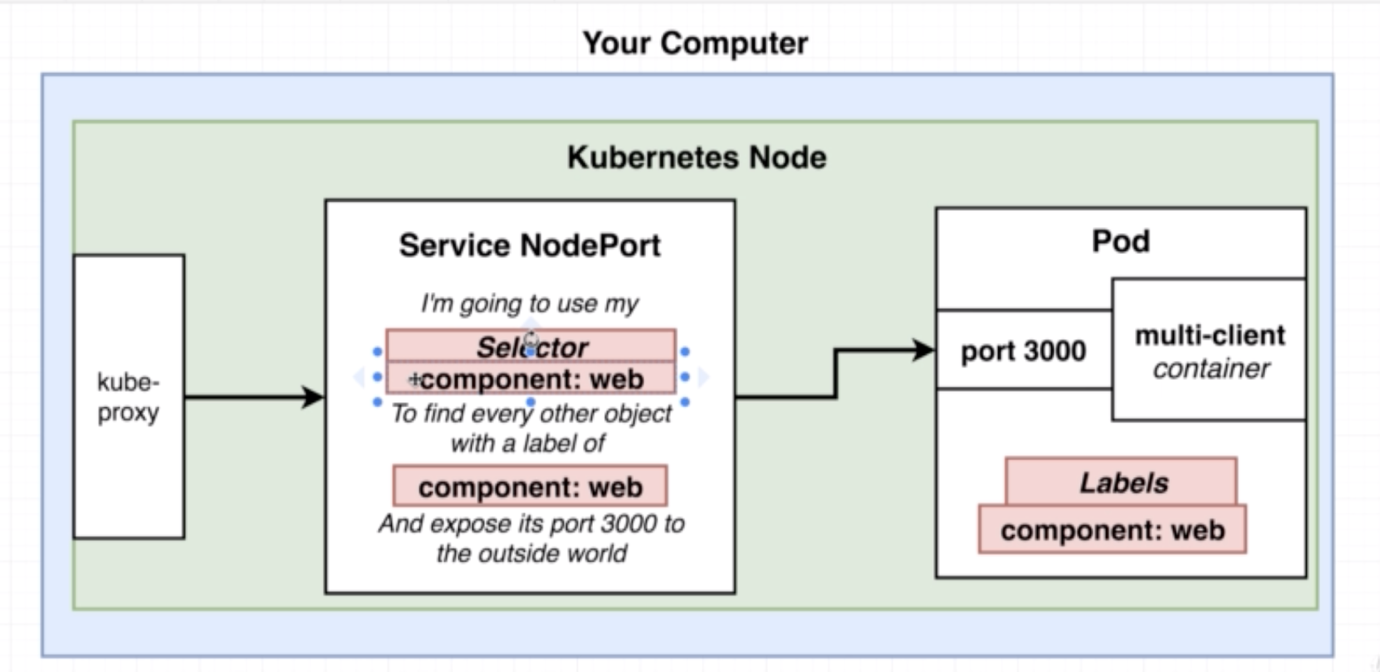 Your Computer
Kubernetes Node
kube-
proxy
Service NodePort
I'm going to use my
Selector
component: web
To find every other object
with a label of
component: web
And expose its port 3000 to
the outside world
Pod
port 3000
multi-client
container
Labels
component: web